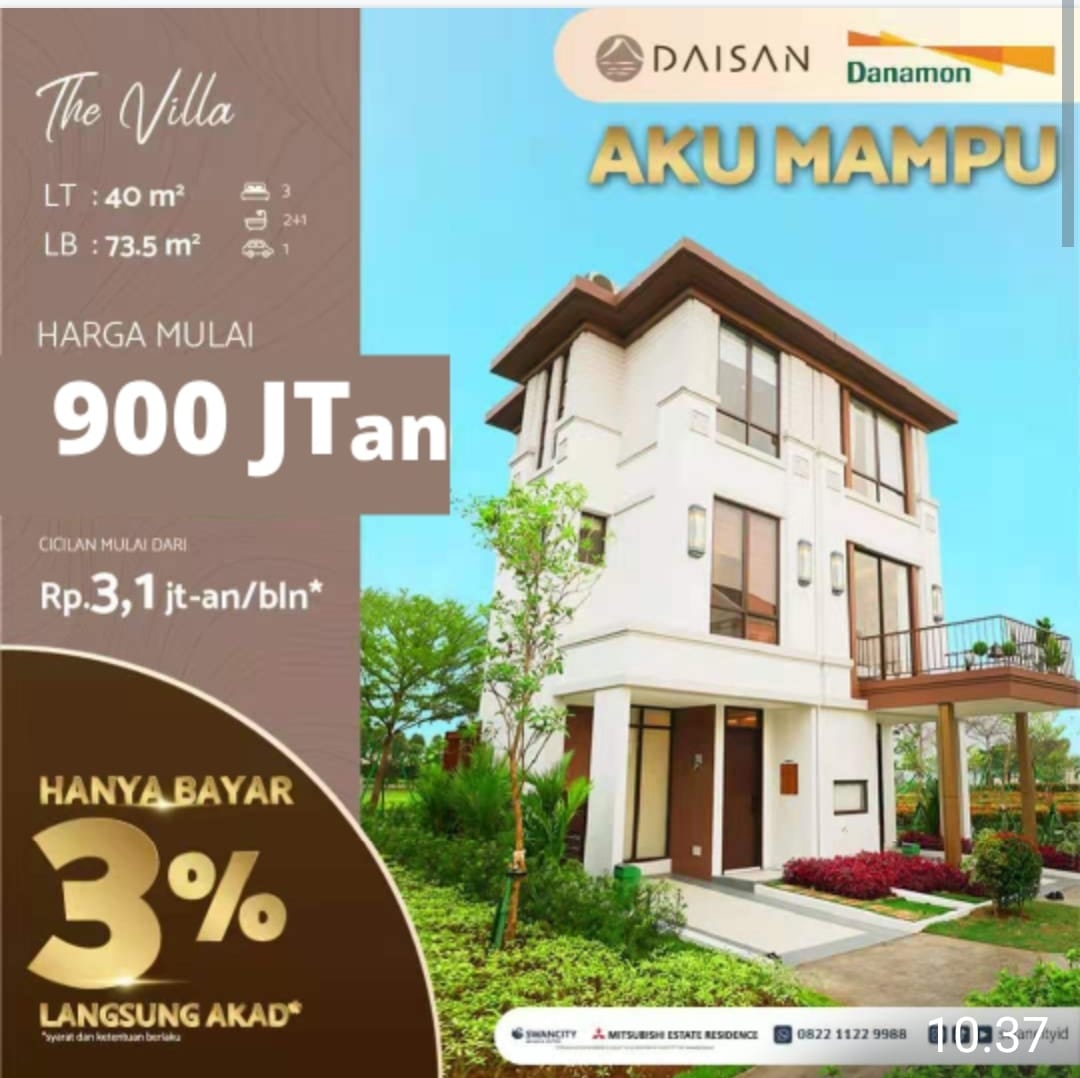 The Villa
LT : 40 m²
LB : 73.5 m²
3
2+1
1
HARGA MULAI
900 JTan
CICILAN MULAI DARI
Rp.3,1 jt-an/bln*
HANYA BAYAR
3%
LANGSUNG AKAD*
*syarat dan ketentuan berlaku
DAISAN
Danamon
AKU MAMPU
SWANCITY
MITSUBISHI ESTATE RESIDENCE
0822 1122 9988
10.37